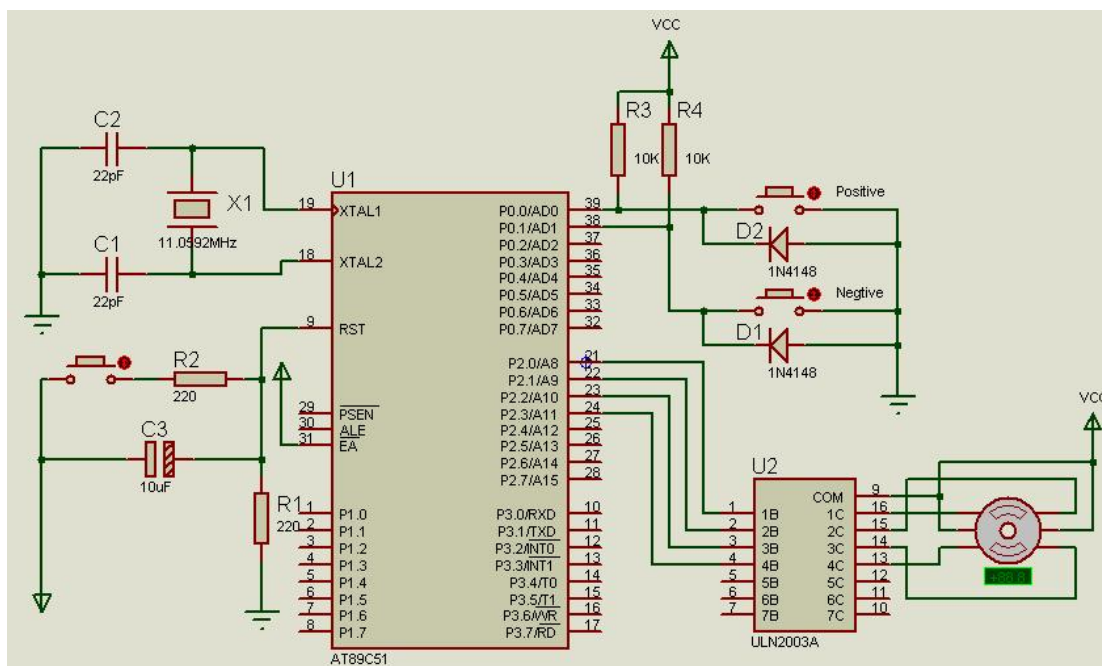 VCC
C2
22pF
X1
11.0592MHz
C1
22pF
R3
10K
R4
10K
U1
19
XTAL1
18
XTAL2
9
RST
29
PSEN
30
ALE
31
EA
1
P1.0
2
P1.1
3
P1.2
4
P1.3
5
P1.4
6
P1.5
7
P1.6
8
P1.7
P0.0/AD0
39
P0.1/AD1
38
P0.2/AD2
37
P0.3/AD3
36
P0.4/AD4
35
P0.5/AD5
34
P0.6/AD6
33
P0.7/AD7
32
P2.0/A8
21
P2.1/A9
22
P2.2/A10
23
P2.3/A11
24
P2.4/A12
25
P2.5/A13
26
P2.6/A14
27
P2.7/A15
28
P3.0/RXD
10
P3.1/TXD
11
P3.2/INT0
12
P3.3/INT1
13
P3.4/T0
14
P3.5/T1
15
P3.6/WR
16
P3.7/RD
17
AT89C51
R2
220
C3
10uF
R1
220
Positive
D2
1N4148
Negtive
D1
1N4148
VCC
U2
1
1B
2
2B
3
3B
4
4B
5
5B
6
6B
7
7B
COM
9
1C
16
2C
15
3C
14
4C
13
5C
12
6C
11
7C
10
ULN2003A